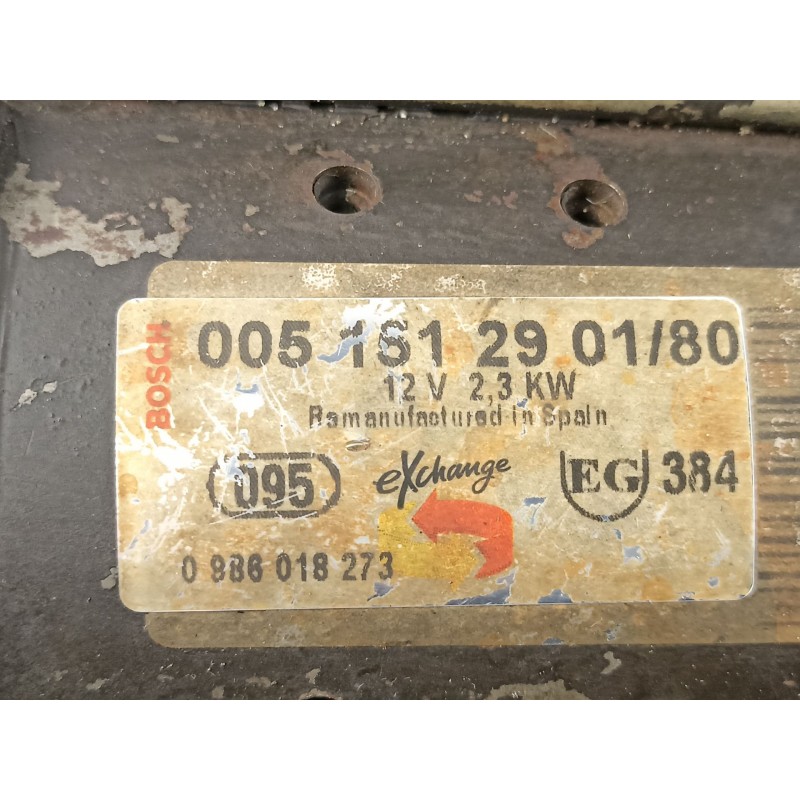 BOSCH
005 151 29 01/80
12 V 2,3 KW
Remanufactured in Spain
095 exchange EG 384
0 986 018 273